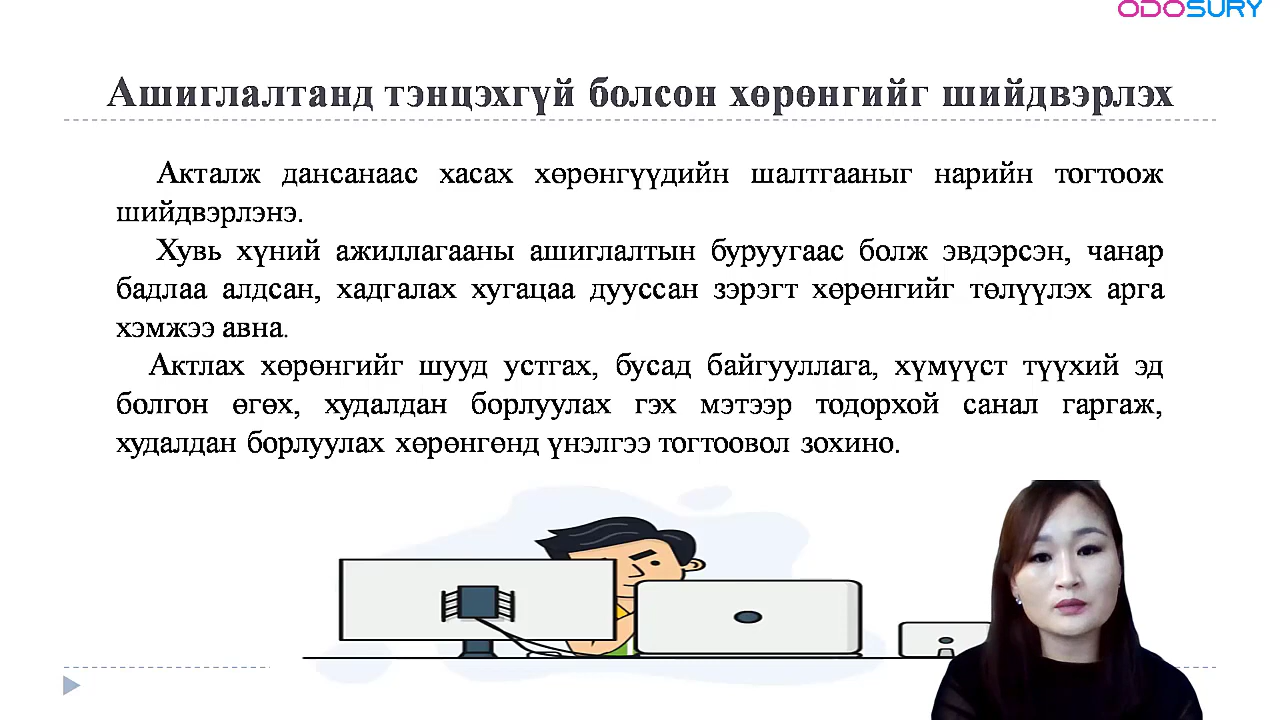 ODOSURY
Ашиглалтанд тэнцэхгүй болсон хөрөнгийг шийдвэрлэх
Акталж дансанаас хасах хөрөнгүүдийн шалтгааныг нарийн тогтоож
шийдвэрлэнэ.
Хувь хүний ажиллагааны ашиглалтын буруугаас болж эвдэрсэн, чанар
бадлаа алдсан, хадгалах хугацаа дууссан зэрэгт хөрөнгийг төлүүлэх арга
хэмжээ авна.
Актлах хөрөнгийг шууд устгах, бусад байгууллага, хүмүүст түүхий эд
болгон өгөх, худалдан борлуулах гэх мэтээр тодорхой санал гаргаж,
худалдан борлуулах хөрөнгөнд үнэлгээ тогтоовол зохино.